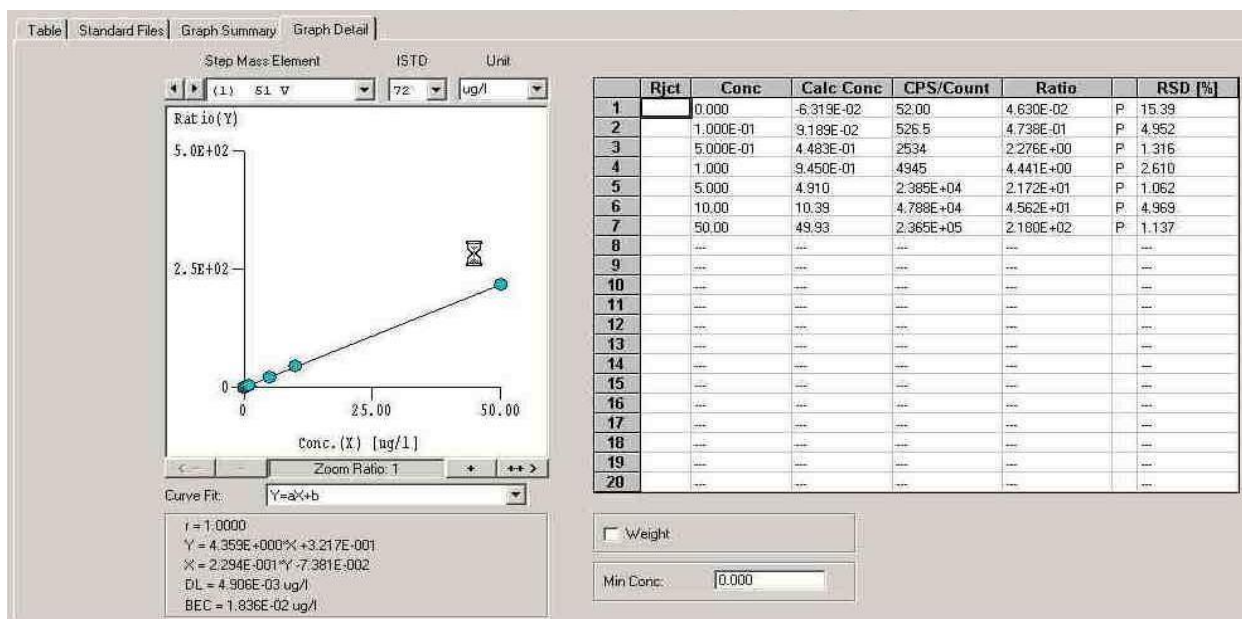 Table Standard Files Graph Summary Graph Detail
Step Mass Element ISTD Unit
(1) 51 V 72 ug/l
Ratio(Y)
5.0E+02
2.5E+02
0
0 25.00 50.00
Conc.(X) [ug/l]
<-- - Zoom Ratio: 1 + ++ >
Curve Fit: Y=aX+b
r = 1.0000
Y = 4.359E+000*X +3.217E-001
X = 2.294E-001*Y -7.381E-002
DL = 4.906E-03 ug/l
BEC = 1.836E-02 ug/l
Rjct Conc Calc Conc CPS/Count Ratio RSD [%]
1 0.000 -6.319E-02 52.00 4.630E-02 P 15.39
2 1.000E-01 9.189E-02 526.5 4.738E-01 P 4.952
3 5.000E-01 4.483E-01 2534 2.276E+00 P 1.316
4 1.000 9.450E-01 4945 4.441E+00 P 2.610
5 5.000 4.910 2.385E+04 2.172E+01 P 1.062
6 10.00 10.39 4.788E+04 4.562E+01 P 4.969
7 50.00 49.93 2.365E+05 2.180E+02 P 1.137
8 --- --- --- --- ---
9 --- --- --- --- ---
10 --- --- --- --- ---
11 --- --- --- --- ---
12 --- --- --- --- ---
13 --- --- --- --- ---
14 --- --- --- --- ---
15 --- --- --- --- ---
16 --- --- --- --- ---
17 --- --- --- --- ---
18 --- --- --- --- ---
19 --- --- --- --- ---
20 --- --- --- --- ---
Weight
Min Conc: 0.000